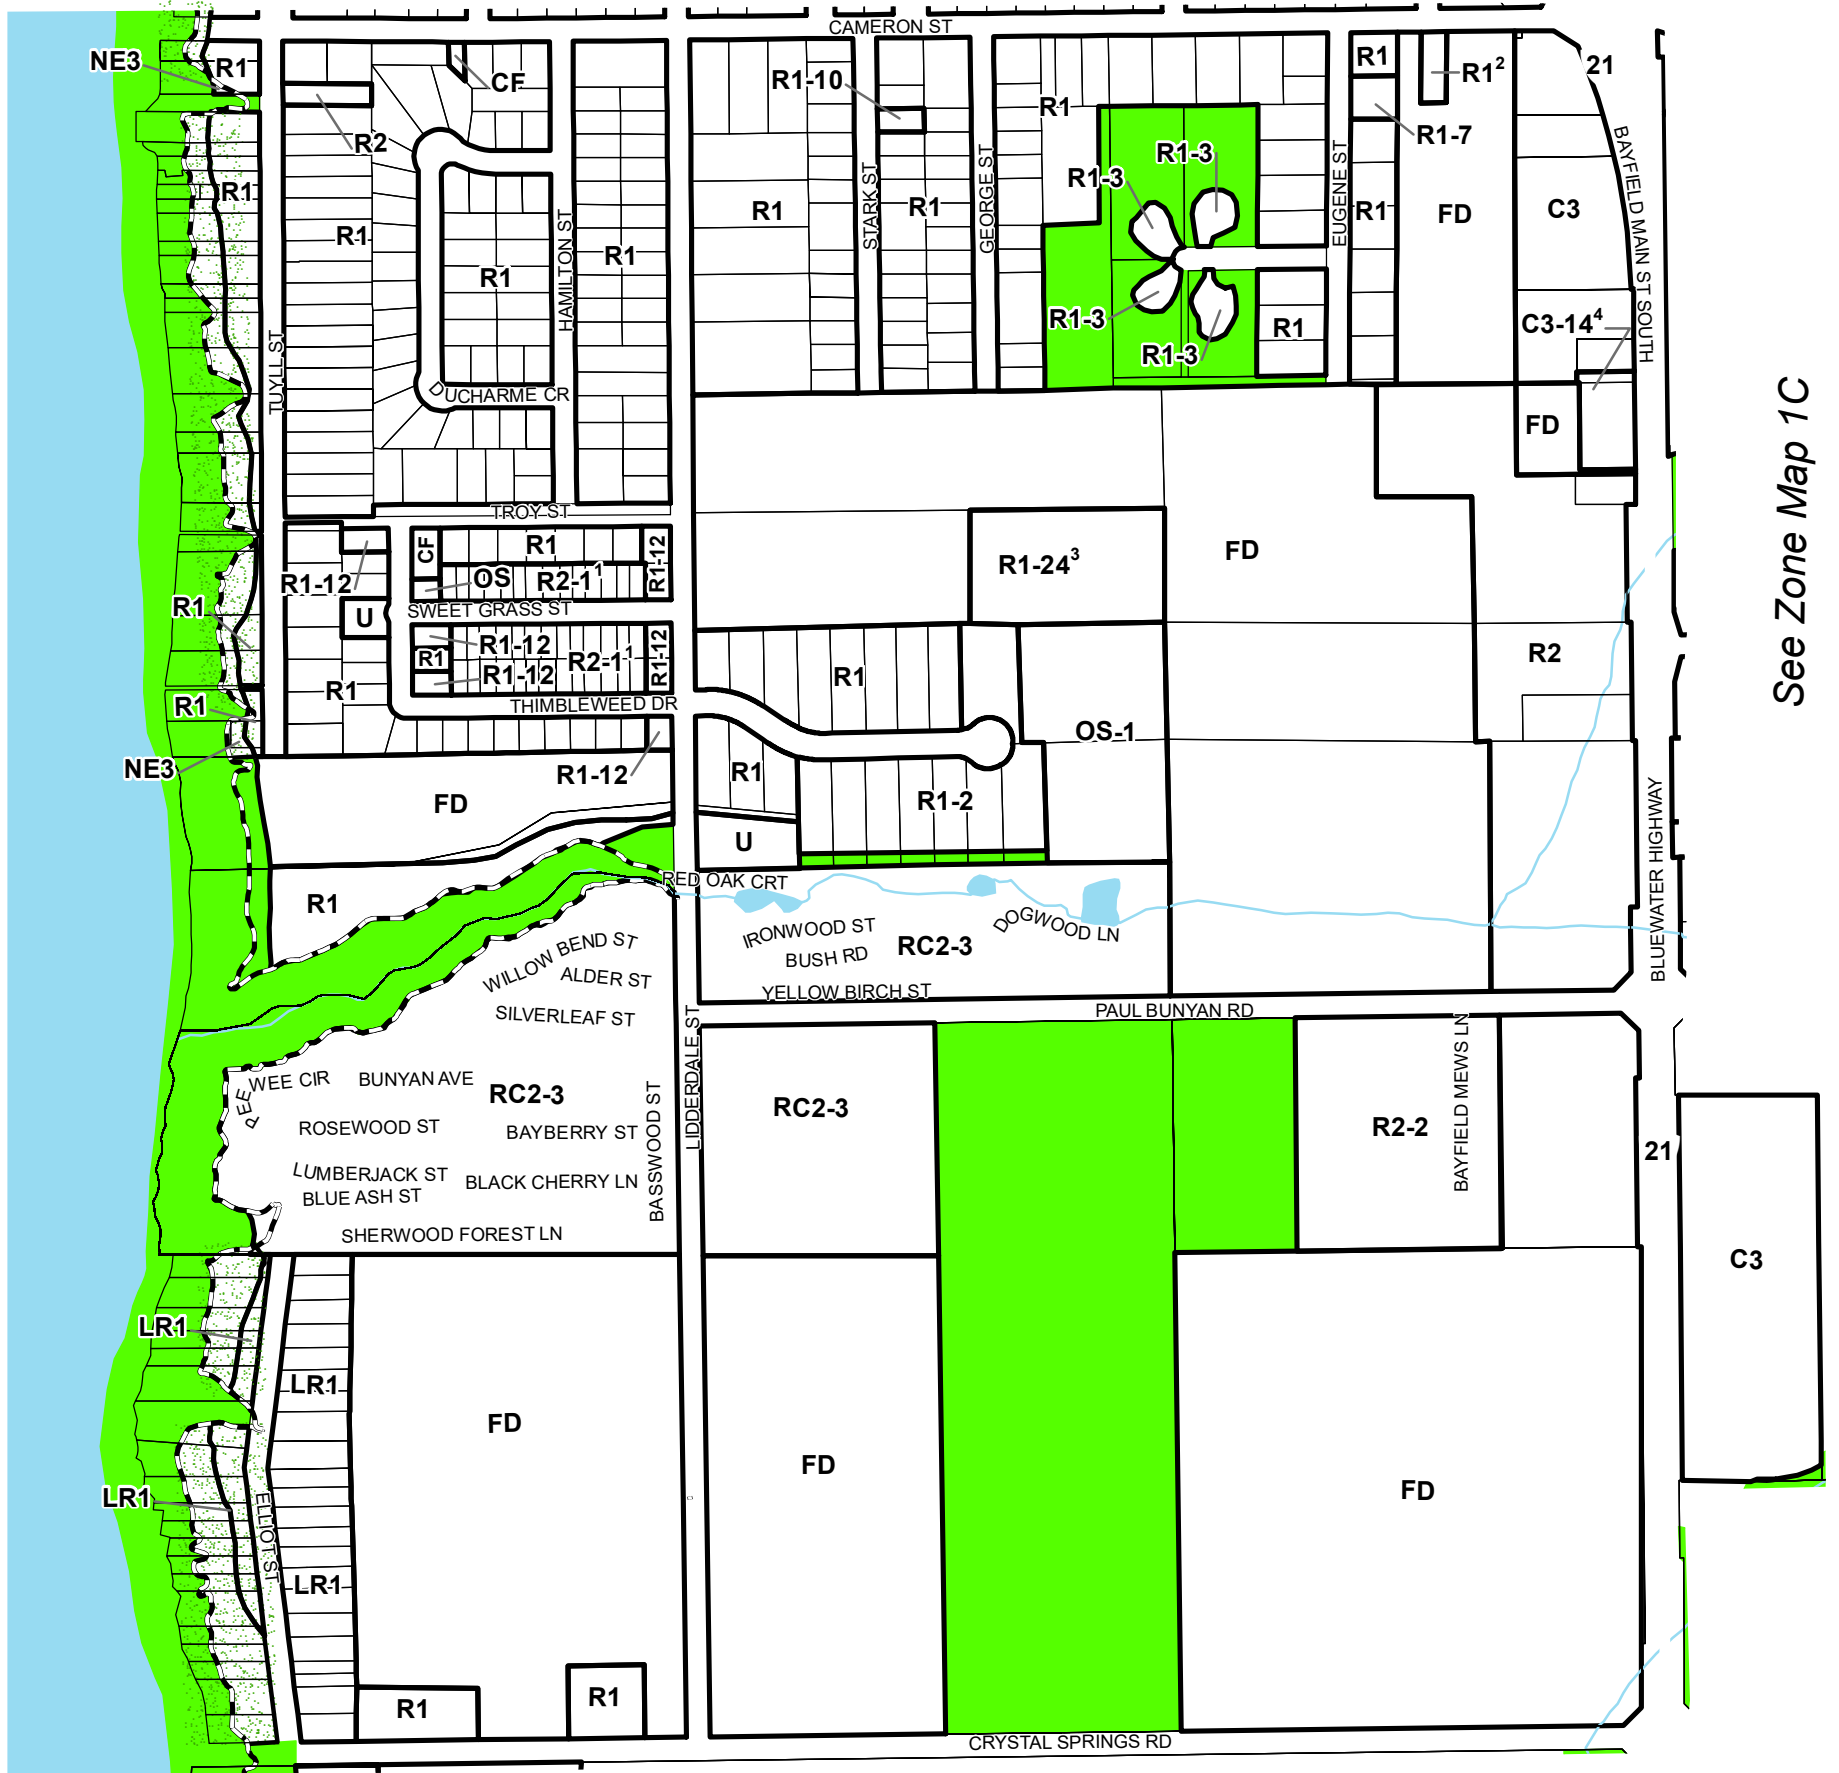 CAMERON ST
NE3
R1
CF
R1-10
R1
R1
R1²
21
R2
R1-7
R1
R1-3
R1-3
R1
R1
R1
R1
R1
R1
R1
FD
C3
BAYFIELD MAIN ST SOUTH
TUYLL ST
HAMILTON ST
STARK ST
GEORGE ST
EUGENE ST
R1-3
R1-3
R1
C3-14⁴
DUCHARME CR
FD
See Zone Map 1C
TROY ST
CF
R1
R1-12
R1-12
OS
R2-1¹
R1-24³
FD
SWEET GRASS ST
R1
U
R1-12
R1
R1-12
R2-1¹
R1-12
R1
R2
R1
R1
THIMBLEWEED DR
OS-1
NE3
R1-12
R1
R1-2
FD
U
BLUEWATER HIGHWAY
RED OAK CRT
R1
IRONWOOD ST
DOGWOOD LN
BUSH RD
RC2-3
YELLOW BIRCH ST
WILLOW BEND ST
ALDER ST
SILVERLEAF ST
PAUL BUNYAN RD
LIDDERDALE ST
PEE WEE CIR
BUNYAN AVE
RC2-3
RC2-3
BAYFIELD MEWS LN
R2-2
ROSEWOOD ST
BAYBERRY ST
BASSWOOD ST
21
LUMBERJACK ST
BLACK CHERRY LN
BLUE ASH ST
SHERWOOD FOREST LN
C3
LR1
LR1
FD
FD
FD
LR1
ELLIOT ST
LR1
R1
R1
CRYSTAL SPRINGS RD